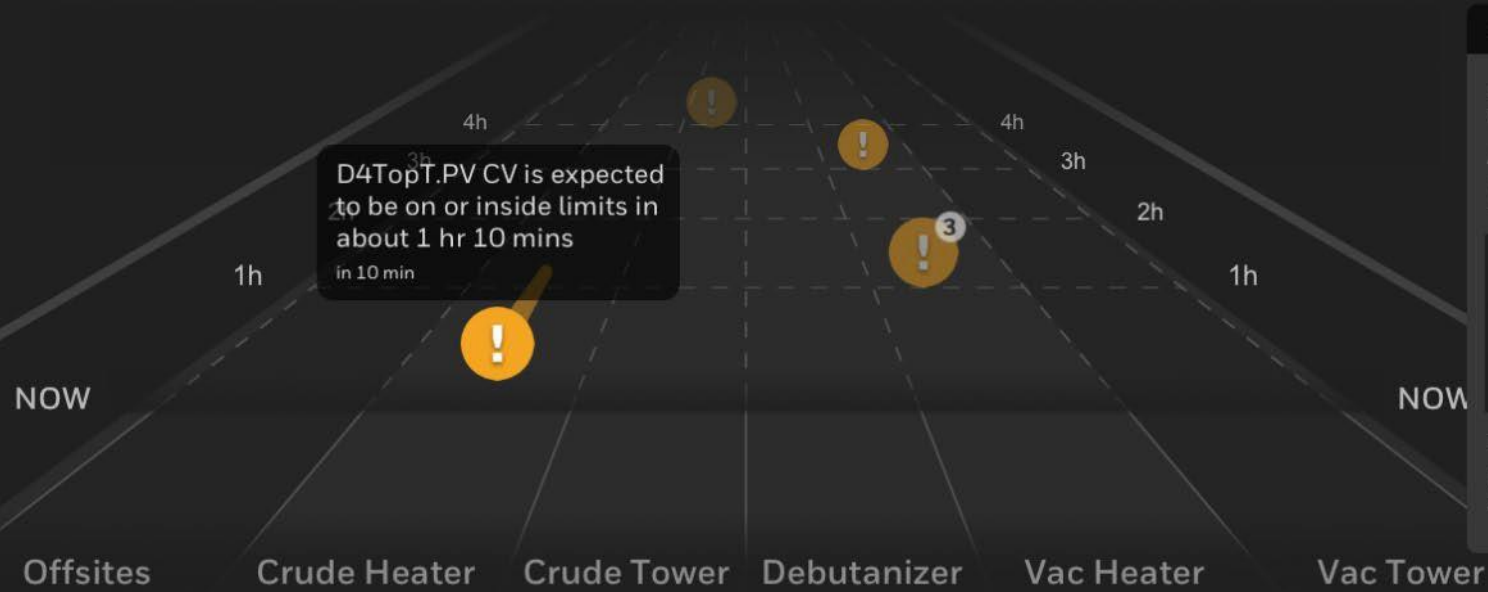 4h
4h
3h
3h
D4TopT.PV CV is expected
to be on or inside limits in
about 1 hr 10 mins
in 10 min
2h
2h
3
1h
1h
!
!
!
!
NOW
NOW
Offsites
Crude Heater
Crude Tower
Debutanizer
Vac Heater
Vac Tower